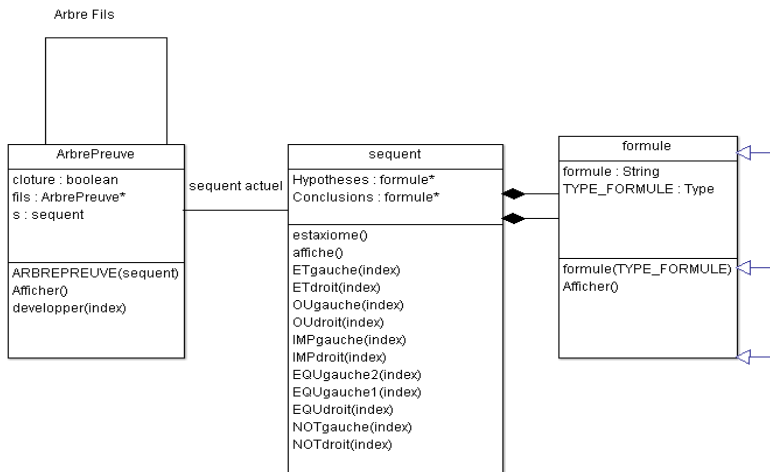 Arbre Fils
ArbrePreuve
cloture : boolean
fils : ArbrePreuve*
s : sequent
ARBREPREUVE(sequent)
Afficher()
developper(index)
sequent actuel
sequent
Hypotheses : formule*
Conclusions : formule*
estaxiome()
affiche()
ETgauche(index)
ETdroit(index)
OUgauche(index)
OUdroit(index)
IMPgauche(index)
IMPdroit(index)
EQUgauche2(index)
EQUgauche1(index)
EQUdroit(index)
NOTgauche(index)
NOTdroit(index)
formule
formule : String
TYPE_FORMULE : Type
formule(TYPE_FORMULE)
Afficher()